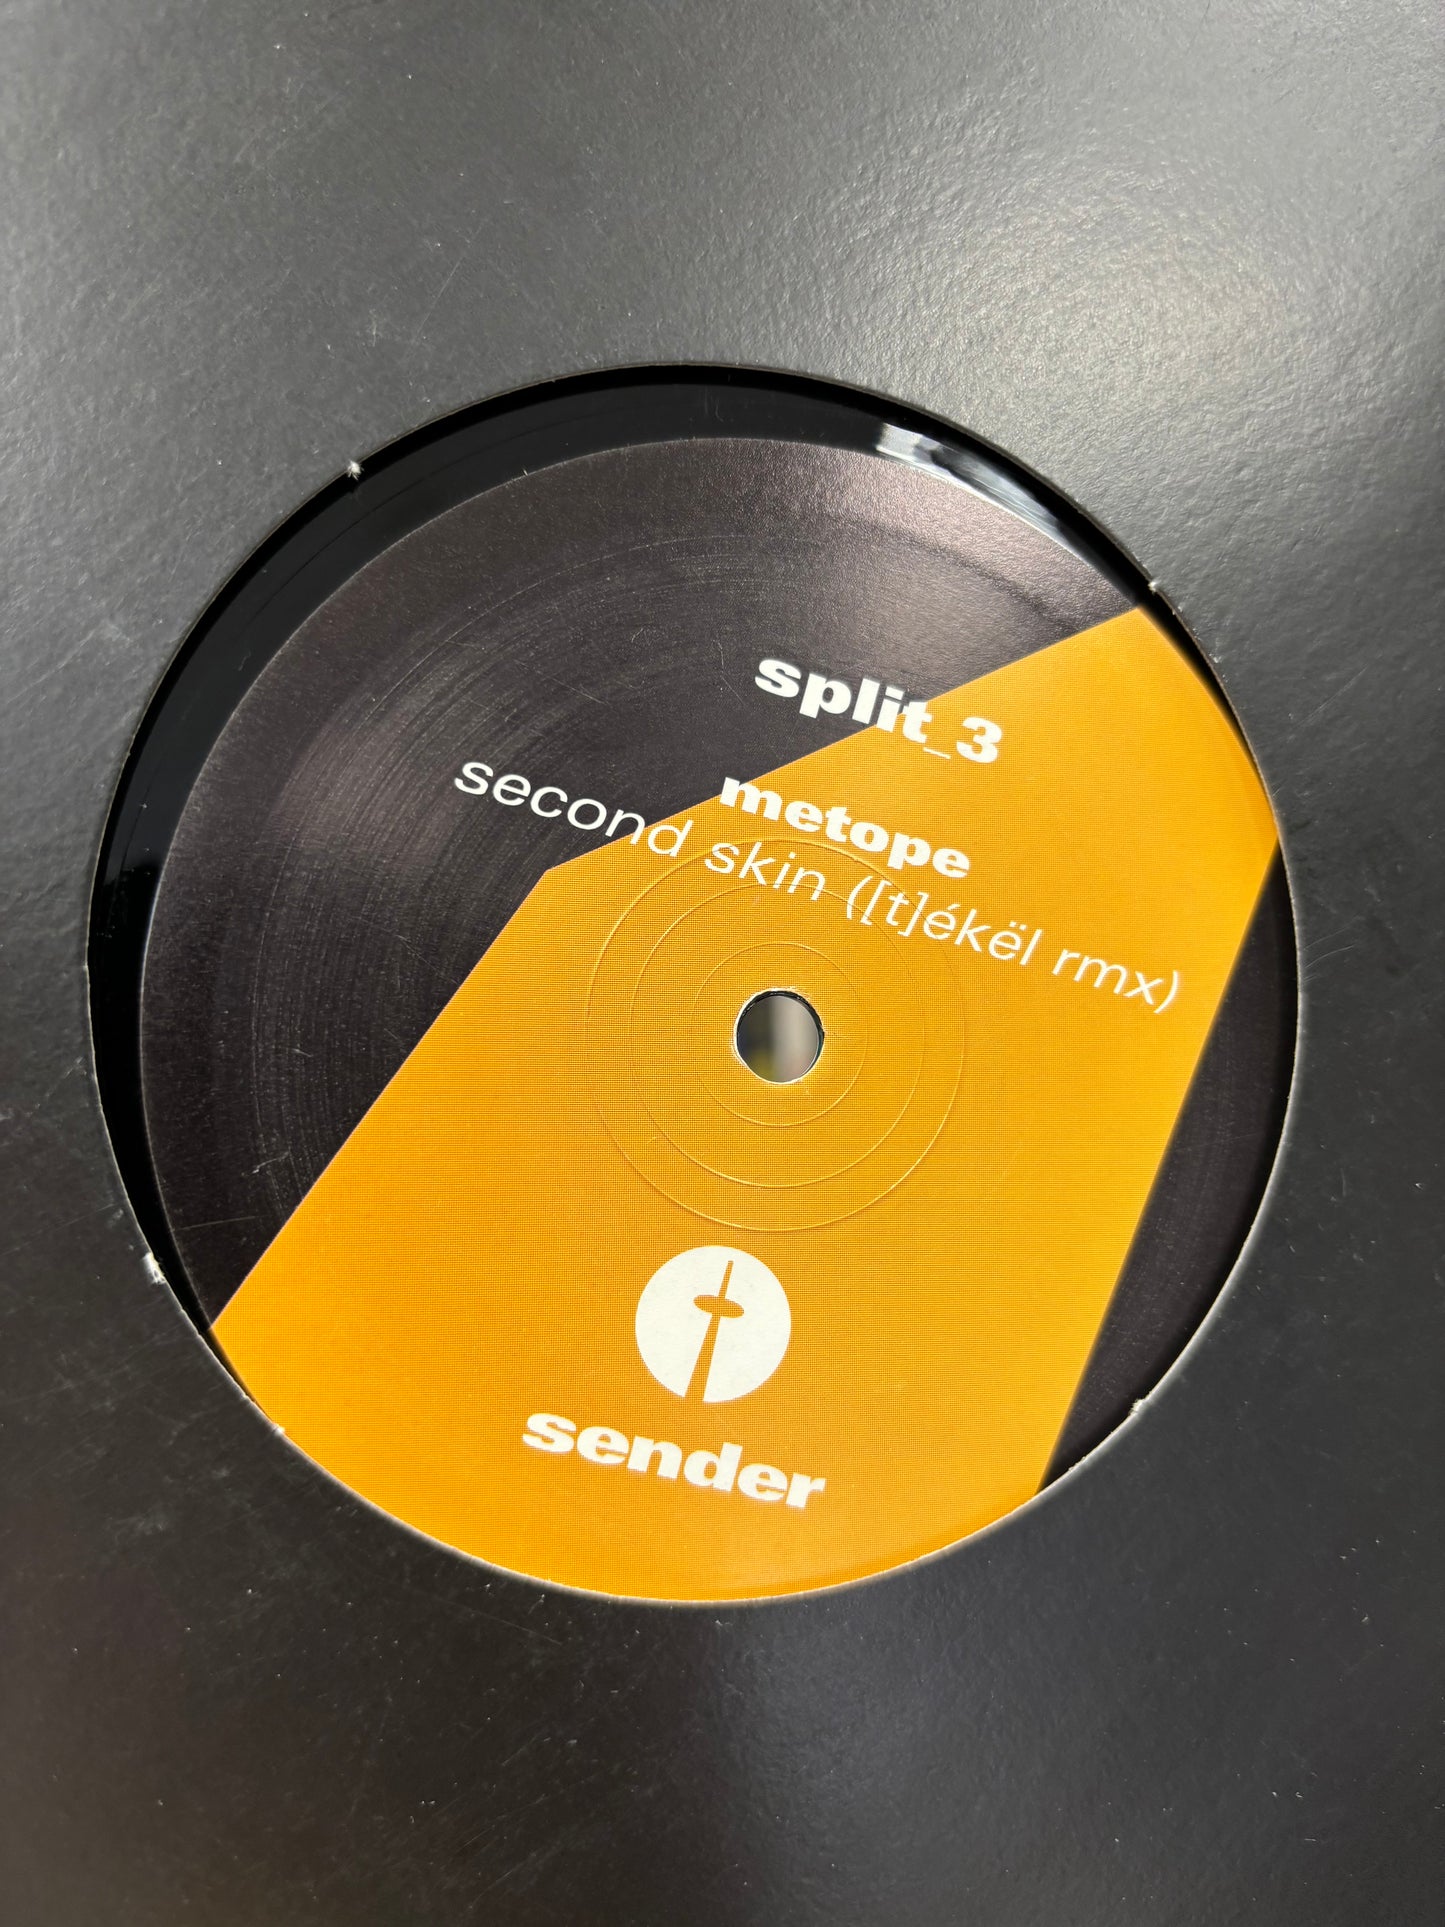 split_3
metope
second skin ([t]ékël rmx)
sender